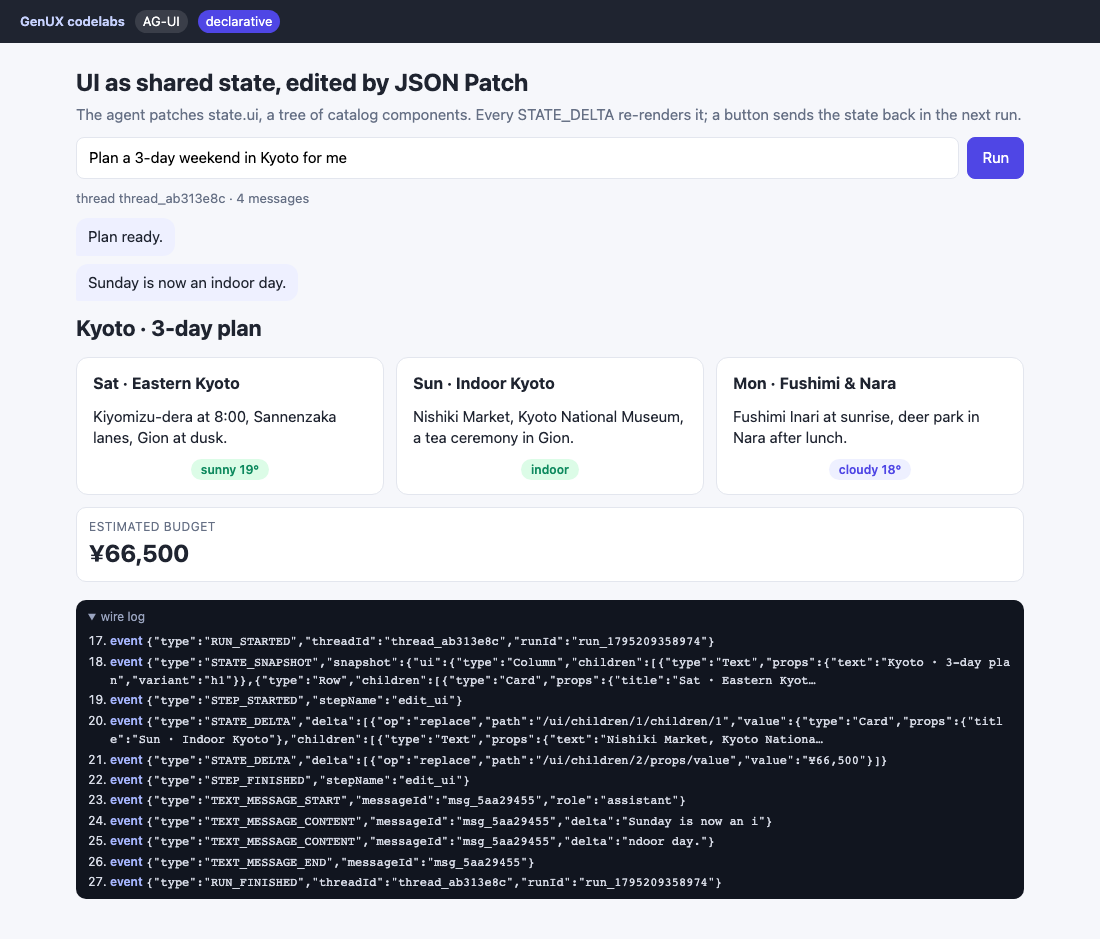 GenUX codelabs AG-UI declarative
UI as shared state, edited by JSON Patch
The agent patches state.ui, a tree of catalog components. Every STATE_DELTA re-renders it; a button sends the state back in the next run.
Plan a 3-day weekend in Kyoto for me
Run
thread thread_ab313e8c · 4 messages
Plan ready.
Sunday is now an indoor day.
Kyoto · 3-day plan
Sat · Eastern Kyoto
Kiyomizu-dera at 8:00, Sannenzaka
lanes, Gion at dusk.
sunny 19°
Sun · Indoor Kyoto
Nishiki Market, Kyoto National Museum,
a tea ceremony in Gion.
indoor
Mon · Fushimi & Nara
Fushimi Inari at sunrise, deer park in
Nara after lunch.
cloudy 18°
ESTIMATED BUDGET
¥66,500
▼ wire log
17. event {"type":"RUN_STARTED","threadId":"thread_ab313e8c","runId":"run_1795209358974"}
18. event {"type":"STATE_SNAPSHOT","snapshot":{"ui":{"type":"Column","children":[{"type":"Text","props":{"text":"Kyoto · 3-day pla
n","variant":"h1"}},{"type":"Row","children":[{"type":"Card","props":{"title":"Sat · Eastern Kyot…
19. event {"type":"STEP_STARTED","stepName":"edit_ui"}
20. event {"type":"STATE_DELTA","delta":[{"op":"replace","path":"/ui/children/1/children/1","value":{"type":"Card","props":{"titl
e":"Sun · Indoor Kyoto"},"children":[{"type":"Text","props":{"text":"Nishiki Market, Kyoto Nationa…
21. event {"type":"STATE_DELTA","delta":[{"op":"replace","path":"/ui/children/2/props/value","value":"¥66,500"}]}
22. event {"type":"STEP_FINISHED","stepName":"edit_ui"}
23. event {"type":"TEXT_MESSAGE_START","messageId":"msg_5aa29455","role":"assistant"}
24. event {"type":"TEXT_MESSAGE_CONTENT","messageId":"msg_5aa29455","delta":"Sunday is now an i"}
25. event {"type":"TEXT_MESSAGE_CONTENT","messageId":"msg_5aa29455","delta":"ndoor day."}
26. event {"type":"TEXT_MESSAGE_END","messageId":"msg_5aa29455"}
27. event {"type":"RUN_FINISHED","threadId":"thread_ab313e8c","runId":"run_1795209358974"}